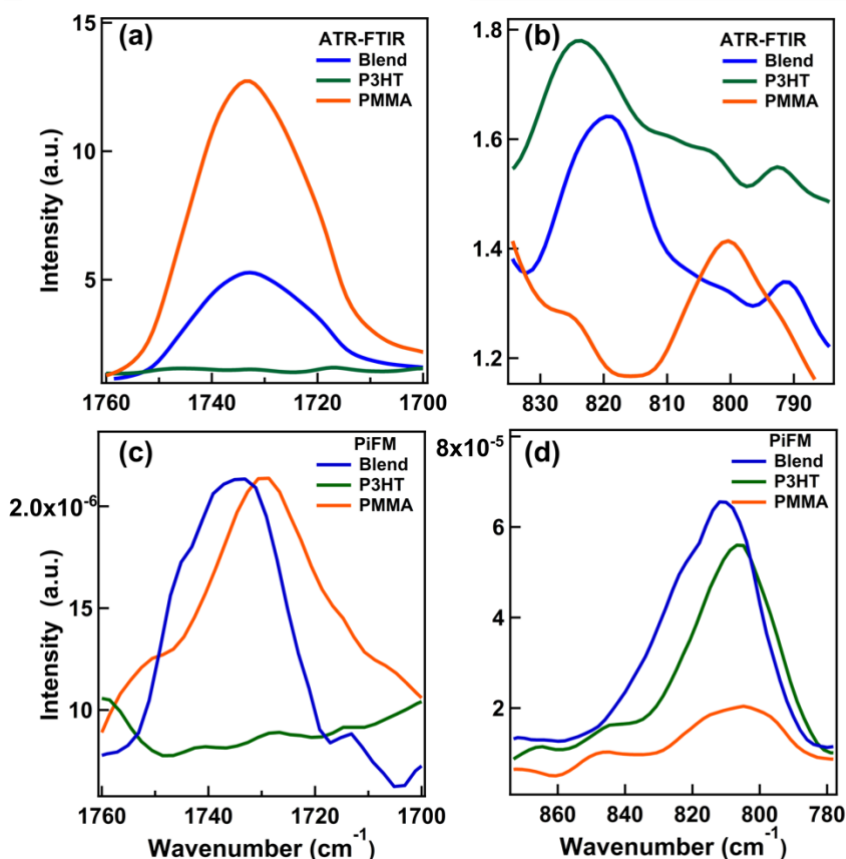 (a)
ATR-FTIR
Blend
P3HT
PMMA
15
10
5
1760
1740
1720
1700
Intensity (a.u.)
(b)
ATR-FTIR
Blend
P3HT
PMMA
1.8
1.6
1.4
1.2
830
820
810
800
790
(c)
PiFM
Blend
P3HT
PMMA
2.0x10⁻⁶
15
10
1760
1740
1720
1700
Intensity (a.u.)
Wavenumber (cm⁻¹)
(d)
PiFM
Blend
P3HT
PMMA
8x10⁻⁵
6
4
2
860
840
820
800
780
Wavenumber (cm⁻¹)